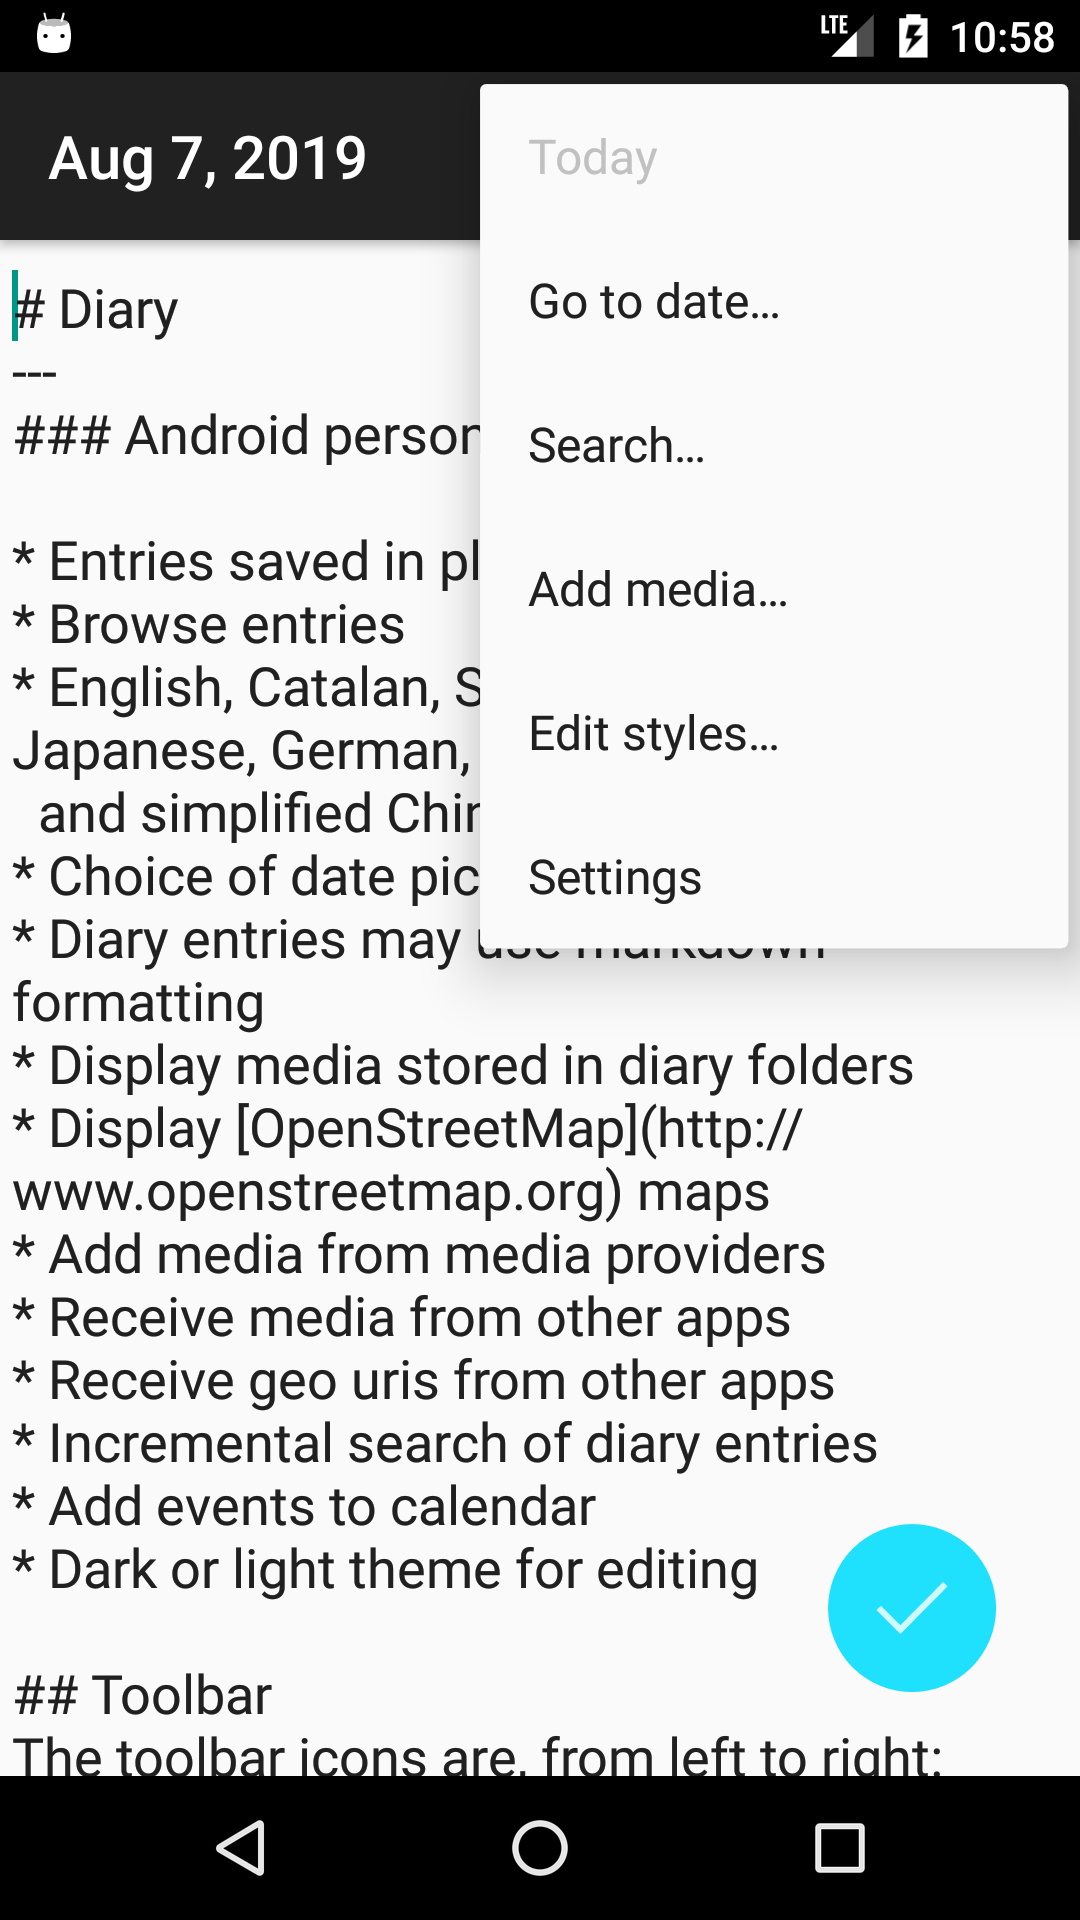 LTE 10:58
Aug 7, 2019
Today
Go to date...
Search...
Add media...
Edit styles...
Settings
# Diary
---
### Android
* Entries saved in
* Browse entries
* English, Catalan,
Japanese, German,
and simplified
* Choice of date
* Diary entries may use markdown
formatting
* Display media stored in diary folders
* Display [OpenStreetMap](http://
www.openstreetmap.org) maps
* Add media from media providers
* Receive media from other apps
* Receive geo uris from other apps
* Incremental search of diary entries
* Add events to calendar
* Dark or light theme for editing
## Toolbar
The toolbar icons are, from left to right: